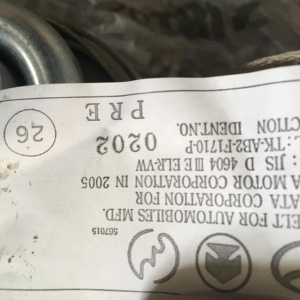 567015
ELT FOR AUTOMOBILES MFD.
ATA CORPORATION FOR
A MOTOR CORPORATION IN 2005
: JIS D 4604 III E ELR-VW
: TK-AB2-F1710-P
CTION IDENT.NO.
0202
PRE
26